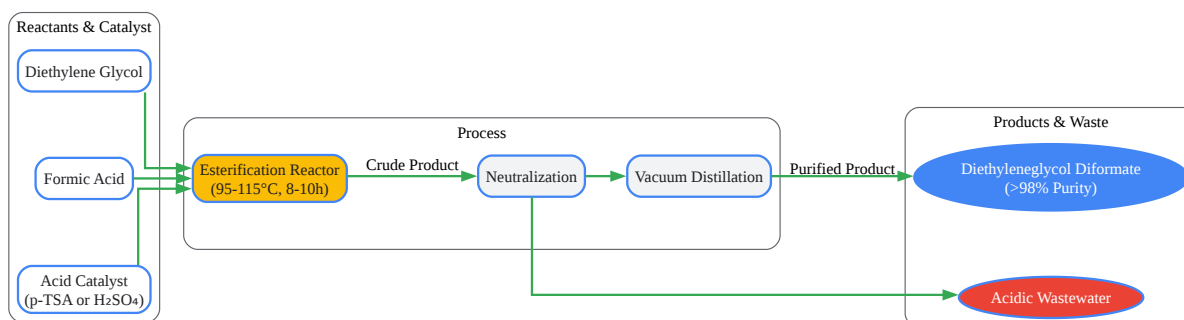 Reactants & Catalyst
Diethylene Glycol
Formic Acid
Acid Catalyst
(p-TSA or H₂SO₄)
Process
Esterification Reactor
(95-115°C, 8-10h)
Crude Product
Neutralization
Vacuum Distillation
Purified Product
Products & Waste
Diethyleneglycol Diformate
(>98% Purity)
Acidic Wastewater